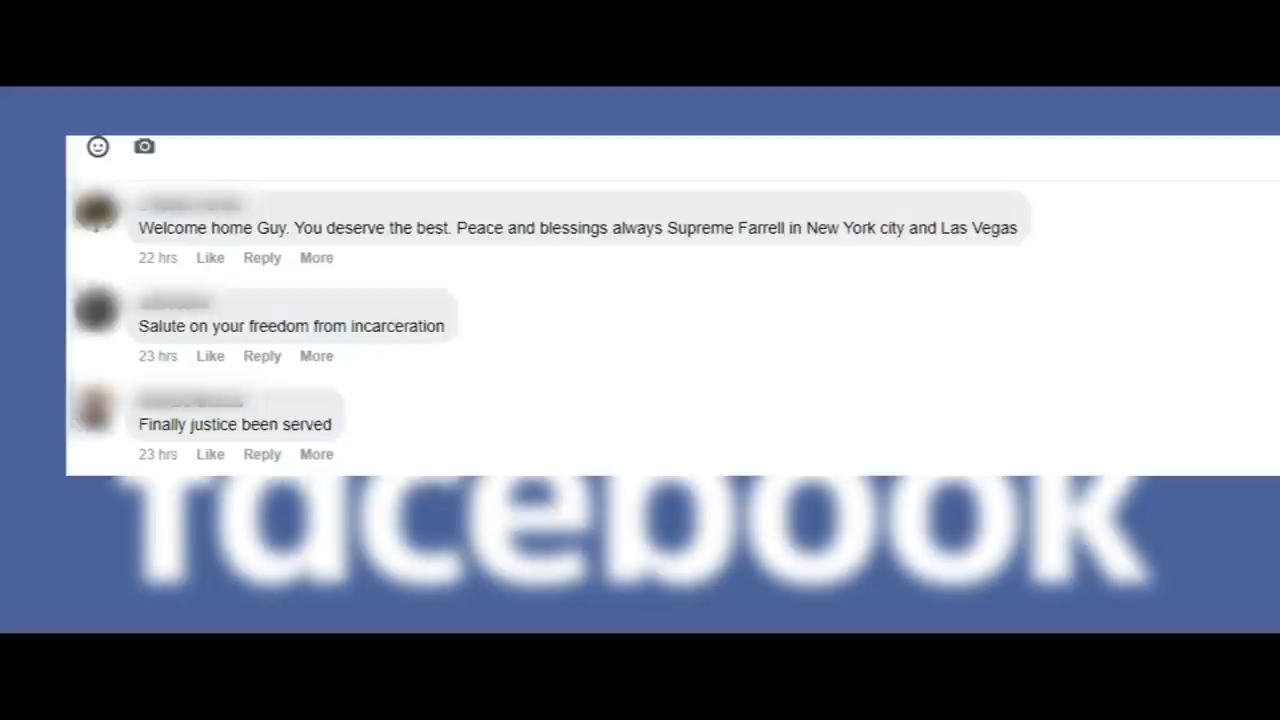 Welcome home Guy. You deserve the best. Peace and blessings always Supreme Farrell in New York city and Las Vegas
22 hrs Like Reply More
Salute on your freedom from incarceration
23 hrs Like Reply More
Finally justice been served
23 hrs Like Reply More
facebook